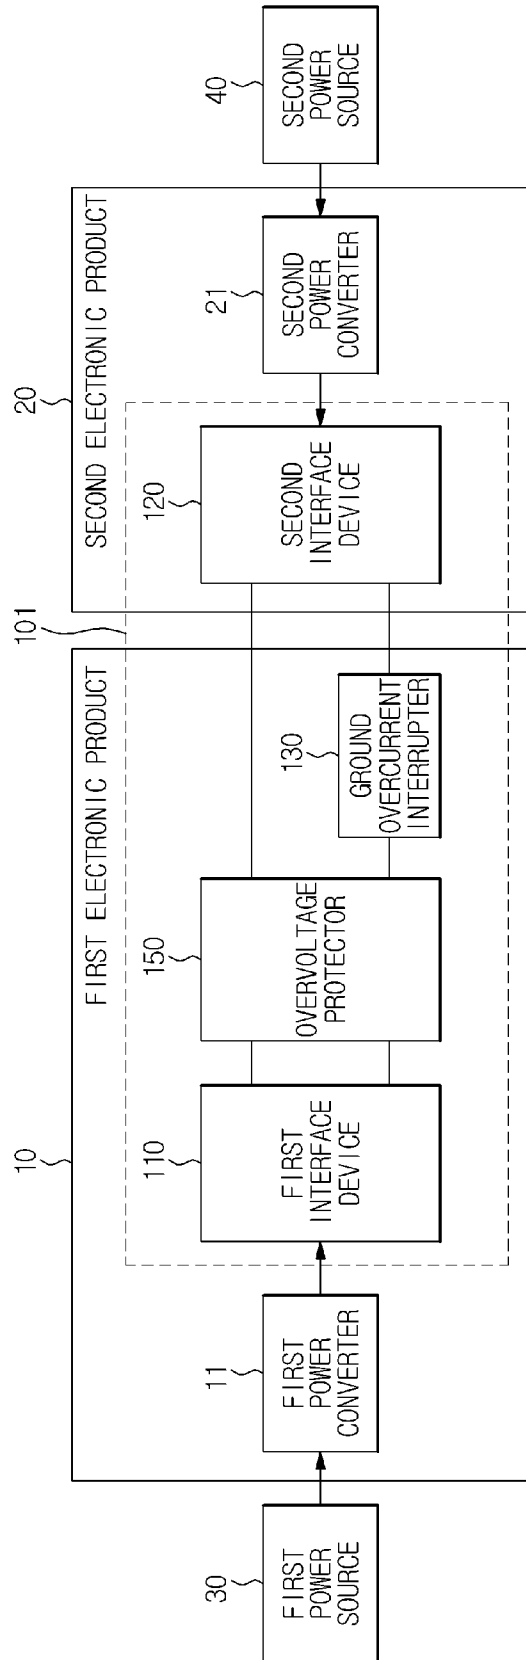 10
FIRST ELECTRONIC PRODUCT
101
20
SECOND ELECTRONIC PRODUCT
30
FIRST
POWER
SOURCE
11
FIRST
POWER
CONVERTER
110
FIRST
INTERFACE
DEVICE
150
OVERVOLTAGE
PROTECTOR
130
GROUND
OVERCURRENT
INTERRUPTER
120
SECOND
INTERFACE
DEVICE
21
SECOND
POWER
CONVERTER
40
SECOND
POWER
SOURCE